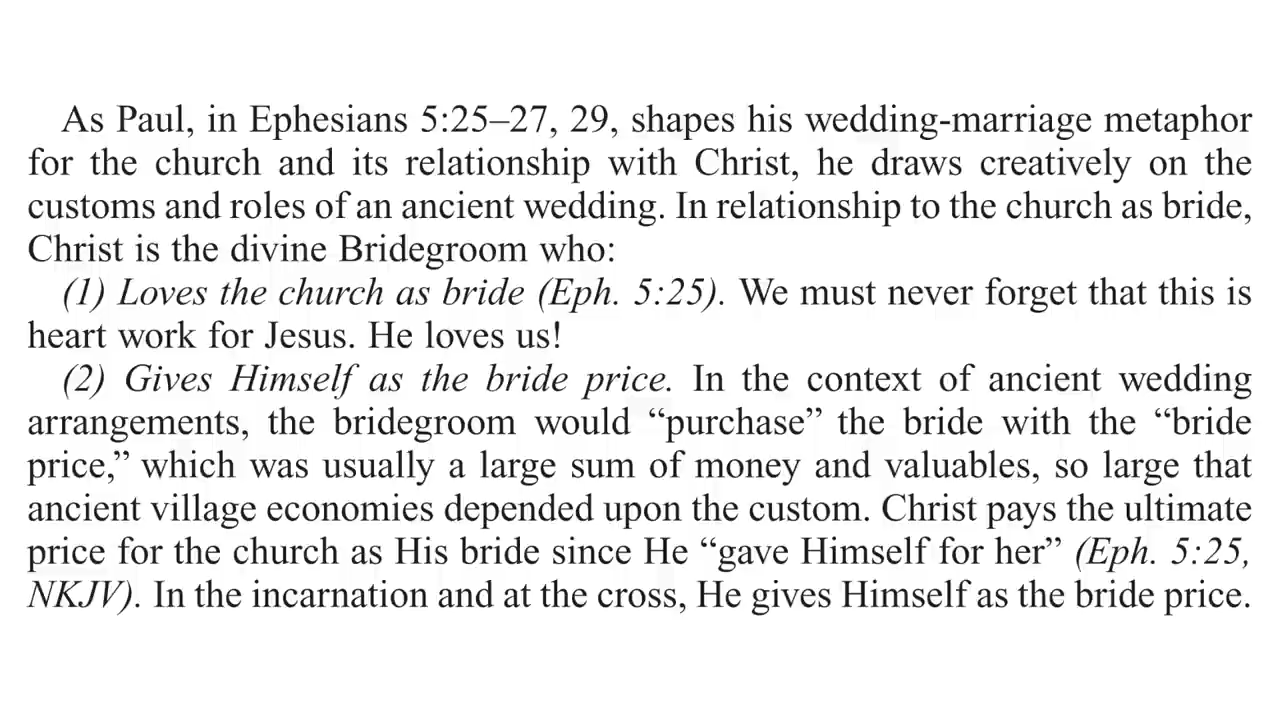 As Paul, in Ephesians 5:25–27, 29, shapes his wedding-marriage metaphor
for the church and its relationship with Christ, he draws creatively on the
customs and roles of an ancient wedding. In relationship to the church as bride,
Christ is the divine Bridegroom who:
(1) Loves the church as bride (Eph. 5:25). We must never forget that this is
heart work for Jesus. He loves us!
(2) Gives Himself as the bride price. In the context of ancient wedding
arrangements, the bridegroom would “purchase” the bride with the “bride
price,” which was usually a large sum of money and valuables, so large that
ancient village economies depended upon the custom. Christ pays the ultimate
price for the church as His bride since He “gave Himself for her” (Eph. 5:25,
NKJV). In the incarnation and at the cross, He gives Himself as the bride price.